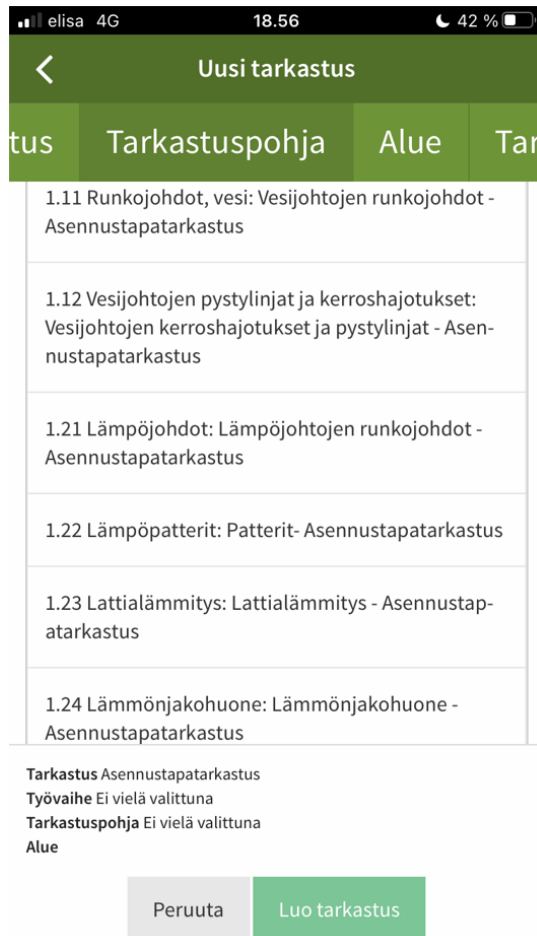 elisa 4G 18.56 42 %
Uusi tarkastus
tus Tarkastuspohja Alue Tar
1.11 Runkojohdot, vesi: Vesijohtojen runkojohdot -
Asennustapatarkastus
1.12 Vesijohtojen pystylinjat ja kerroshajotukset:
Vesijohtojen kerroshajotukset ja pystylinjat - Asen-
nustapatarkastus
1.21 Lämpöjohdot: Lämpöjohtojen runkojohdot -
Asennustapatarkastus
1.22 Lämpöpatterit: Patterit- Asennustapatarkastus
1.23 Lattialämmitys: Lattialämmitys - Asennustap-
atarkastus
1.24 Lämmönjakohuone: Lämmönjakohuone -
Asennustapatarkastus
Tarkastus Asennustapatarkastus
Työvaihe Ei vielä valittuna
Tarkastuspohja Ei vielä valittuna
Alue
Peruuta Luo tarkastus